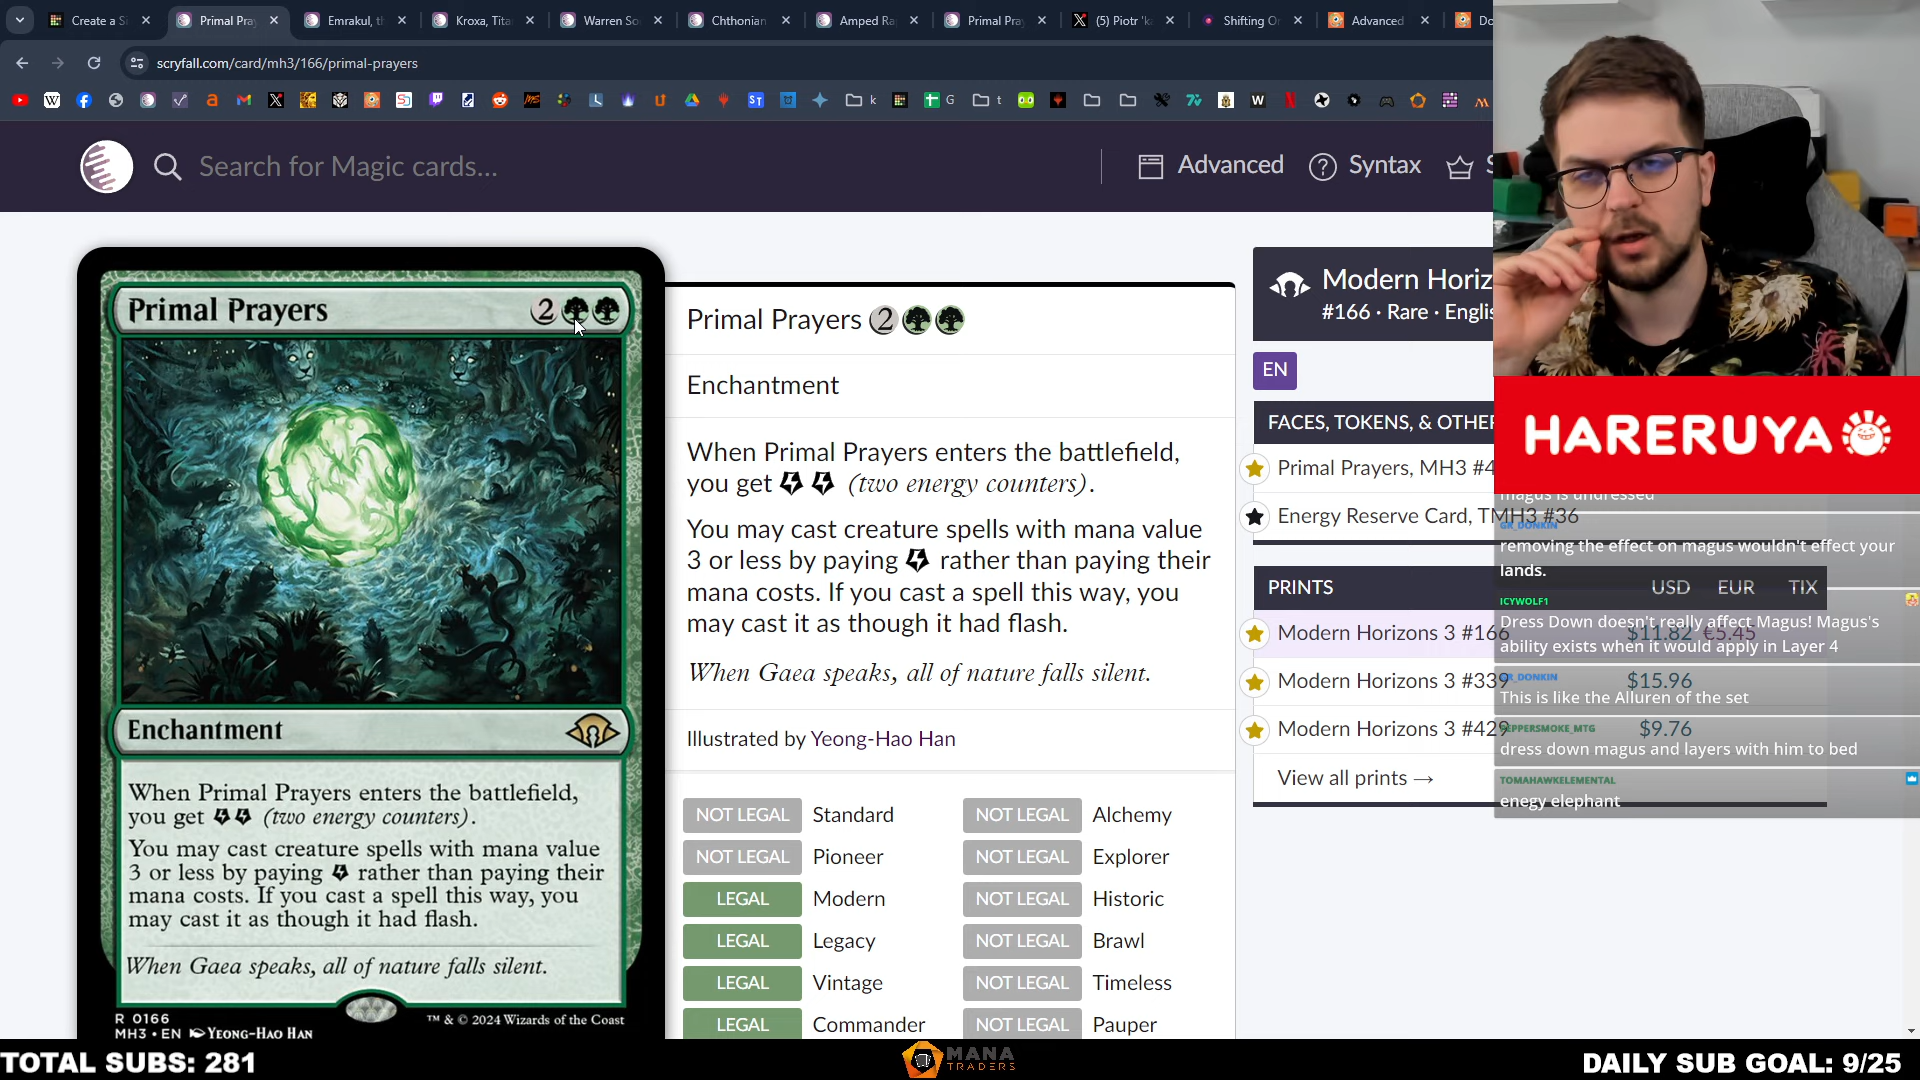 Create a S
Primal Pra
Emrakul, t
Kroxa, Tita
Warren So
Chthonian
Amped Ra
Primal Pra
(5) Piotr 'k
Shifting O
Advanced
Do
scryfall.com/card/mh3/166/primal-prayers
k
G
t
Search for Magic cards...
Advanced
Syntax
S
Primal Prayers 2
Enchantment
When Primal Prayers enters the battlefield,
you get (two energy counters).
You may cast creature spells with mana value
3 or less by paying rather than paying their
mana costs. If you cast a spell this way, you
may cast it as though it had flash.
When Gaea speaks, all of nature falls silent.
R 0166
MH3 • EN Yeong-Hao Han
™ & © 2024 Wizards of the Coast
Primal Prayers 2
Enchantment
When Primal Prayers enters the battlefield,
you get (two energy counters).
You may cast creature spells with mana value
3 or less by paying rather than paying their
mana costs. If you cast a spell this way, you
may cast it as though it had flash.
When Gaea speaks, all of nature falls silent.
Illustrated by Yeong-Hao Han
NOT LEGAL Standard NOT LEGAL Alchemy
NOT LEGAL Pioneer NOT LEGAL Explorer
LEGAL Modern NOT LEGAL Historic
LEGAL Legacy NOT LEGAL Brawl
LEGAL Vintage NOT LEGAL Timeless
LEGAL Commander NOT LEGAL Pauper
Modern Horiz
#166 · Rare · Englis
EN
FACES, TOKENS, & OTHER
Primal Prayers, MH3 #4
Energy Reserve Card, TMH3 #36
PRINTS USD EUR TIX
Modern Horizons 3 #166 $11.82 €5.45
Modern Horizons 3 #339 $15.96
Modern Horizons 3 #429 $9.76
View all prints →
HARERUYA
magus is undressed
GR_DONKIN
removing the effect on magus wouldn't effect your
lands.
ICYWOLF1
Dress Down doesn't really affect Magus! Magus's
ability exists when it would apply in Layer 4
GR_DONKIN
This is like the Alluren of the set
PEPPERSMOKE_MTG
dress down magus and layers with him to bed
TOMAHAWKELEMENTAL
enegy elephant
TOTAL SUBS: 281
MANA
TRADERS
DAILY SUB GOAL: 9/25